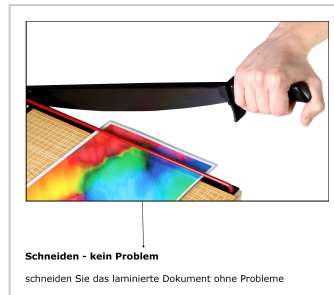 Schneiden - kein Problem
schneiden Sie das laminierte Dokument ohne Probleme